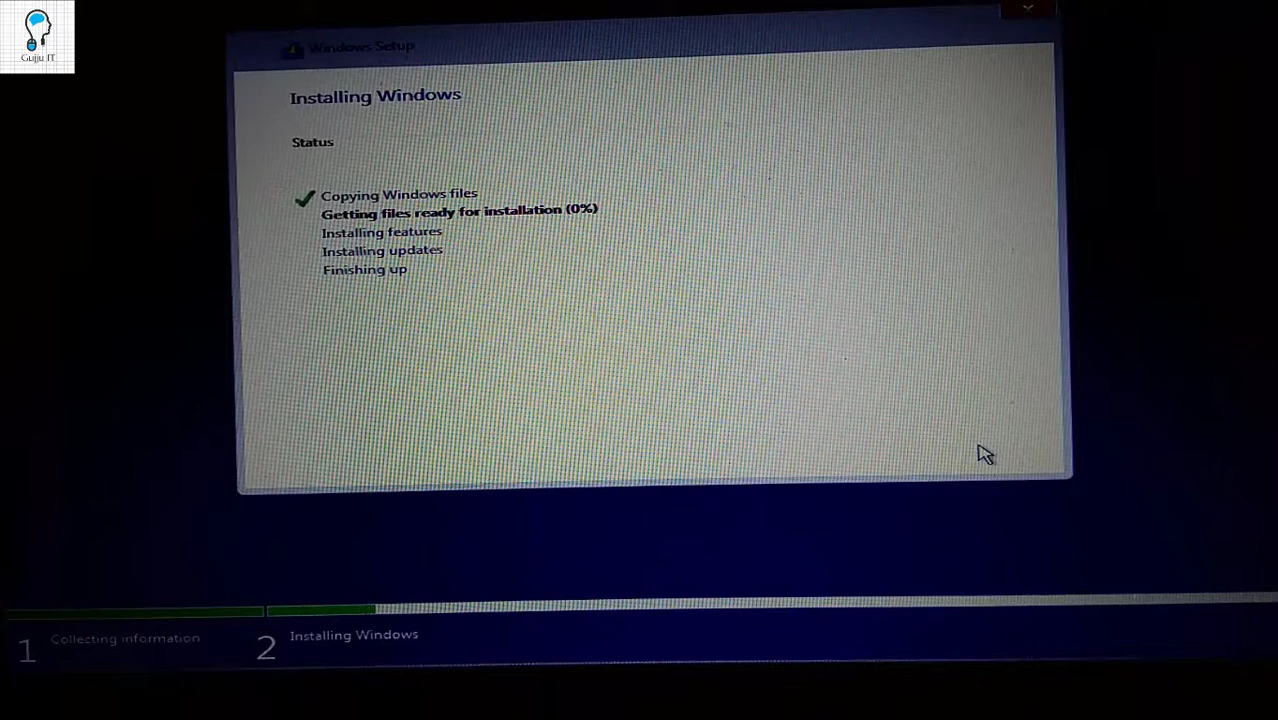 Gujju IT
Windows Setup
Installing Windows
Status
Copying Windows files
Getting files ready for installation (0%)
Installing features
Installing updates
Finishing up
1 Collecting information
2 Installing Windows